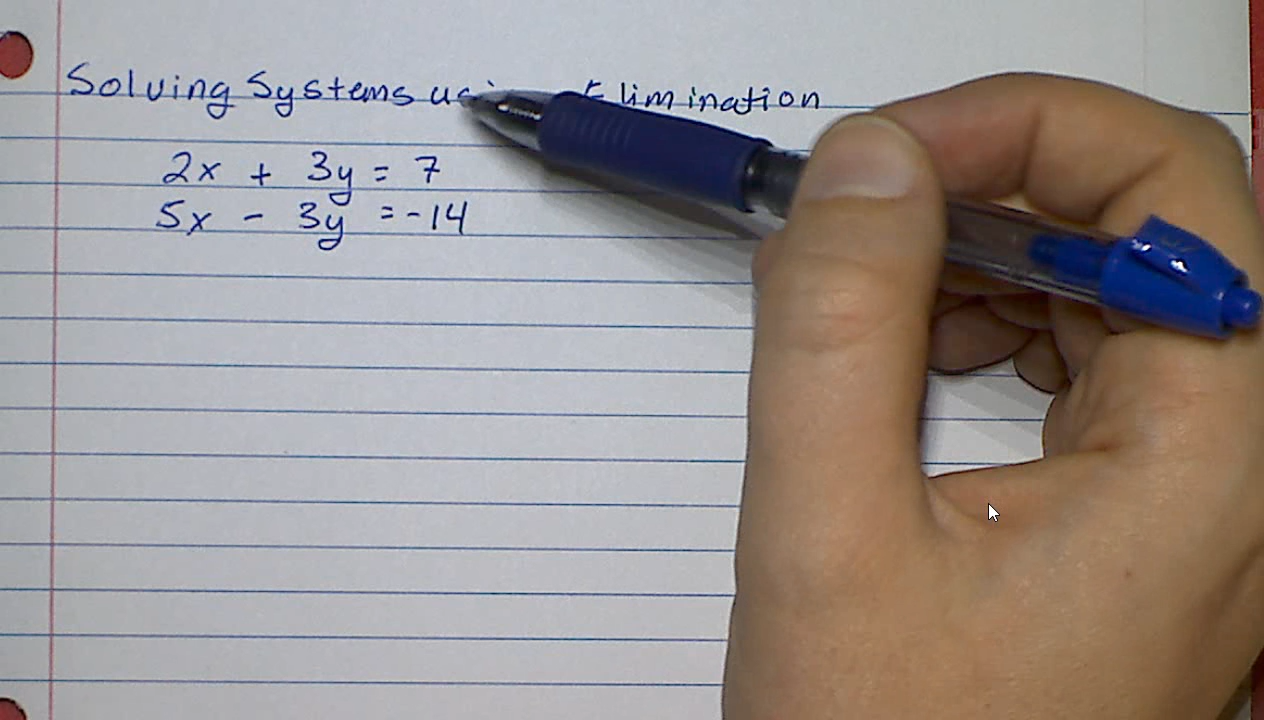 Solving Systems Elimination
2x + 3y = 7
5x - 3y = -14